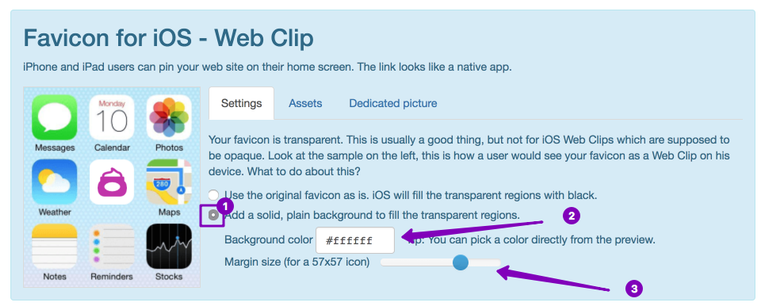 Favicon for iOS - Web Clip
iPhone and iPad users can pin your web site on their home screen. The link looks like a native app.
Settings
Assets
Dedicated picture
Monday
10
Messages
Calendar
Photos
280
Weather
Maps
Notes
Reminders
Stocks
Your favicon is transparent. This is usually a good thing, but not for iOS Web Clips which are supposed to
be opaque. Look at the sample on the left, this is how a user would see your favicon as a Web Clip on his
device. What to do about this?
Use the original favicon as is. iOS will fill the transparent regions with black.
1
Add a solid, plain background to fill the transparent regions.
2
Background color
#ffffff
You can pick a color directly from the preview.
Margin size (for a 57x57 icon)
3